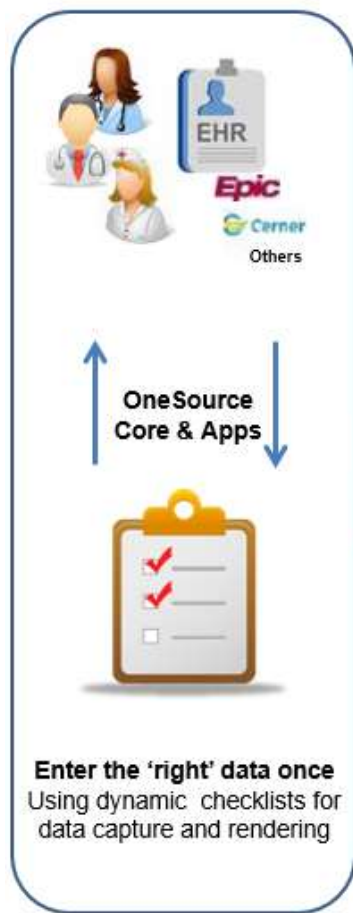 EHR
Epic
Cerner
Others
OneSource
Core & Apps
Enter the ‘right’ data once
Using dynamic checklists for
data capture and rendering